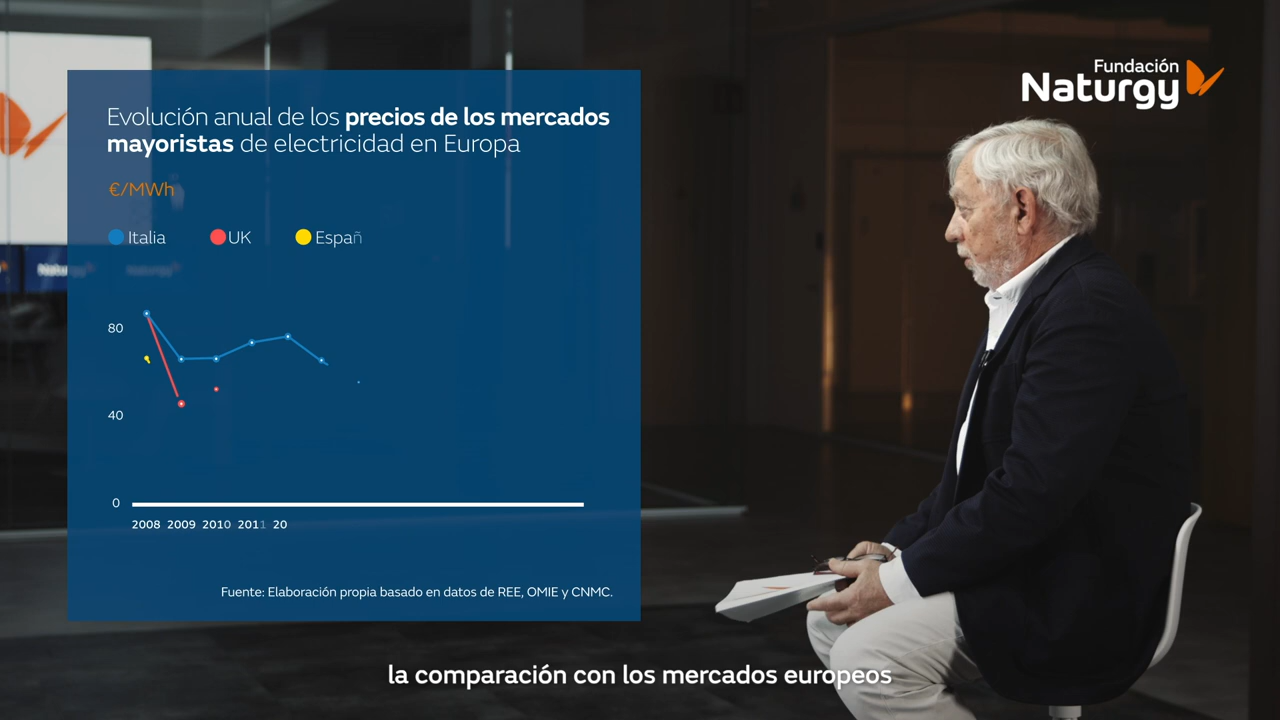 Fundación
Naturgy
Evolución anual de los precios de los mercados
mayoristas de electricidad en Europa
€/MWh
Italia UK Españ
80
40
0
2008 2009 2010 2011 20
Fuente: Elaboración propia basado en datos de REE, OMIE y CNMC.
la comparación con los mercados europeos